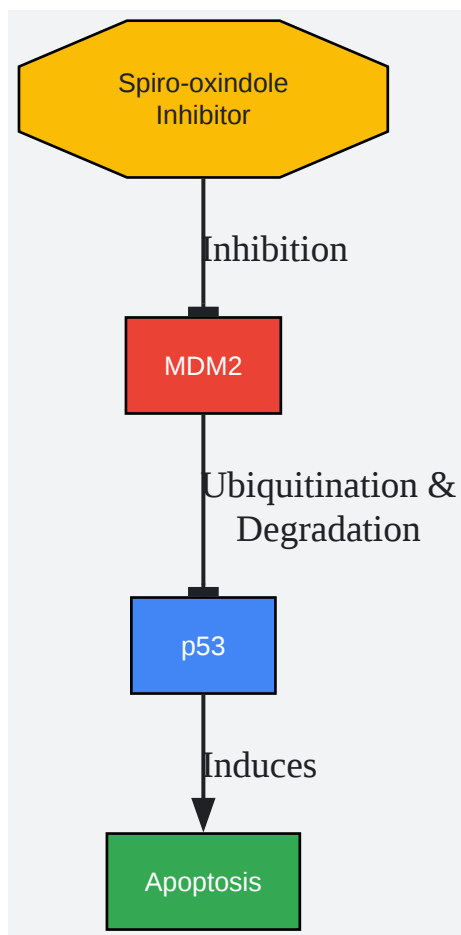 Spiro-oxindole
Inhibitor
Inhibition
MDM2
Ubiquitination &
Degradation
p53
Induces
Apoptosis